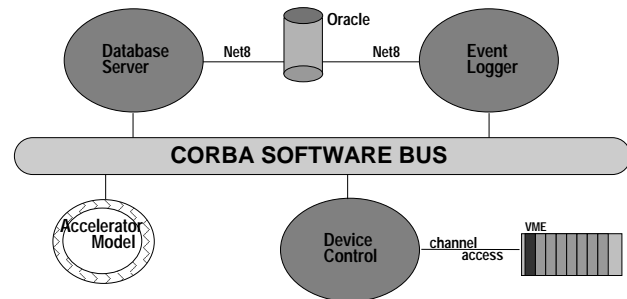 Oracle
Database
Server
Net8
Net8
Event
Logger
CORBA SOFTWARE BUS
Accelerator
Model
Device
Control
channel
access
VME